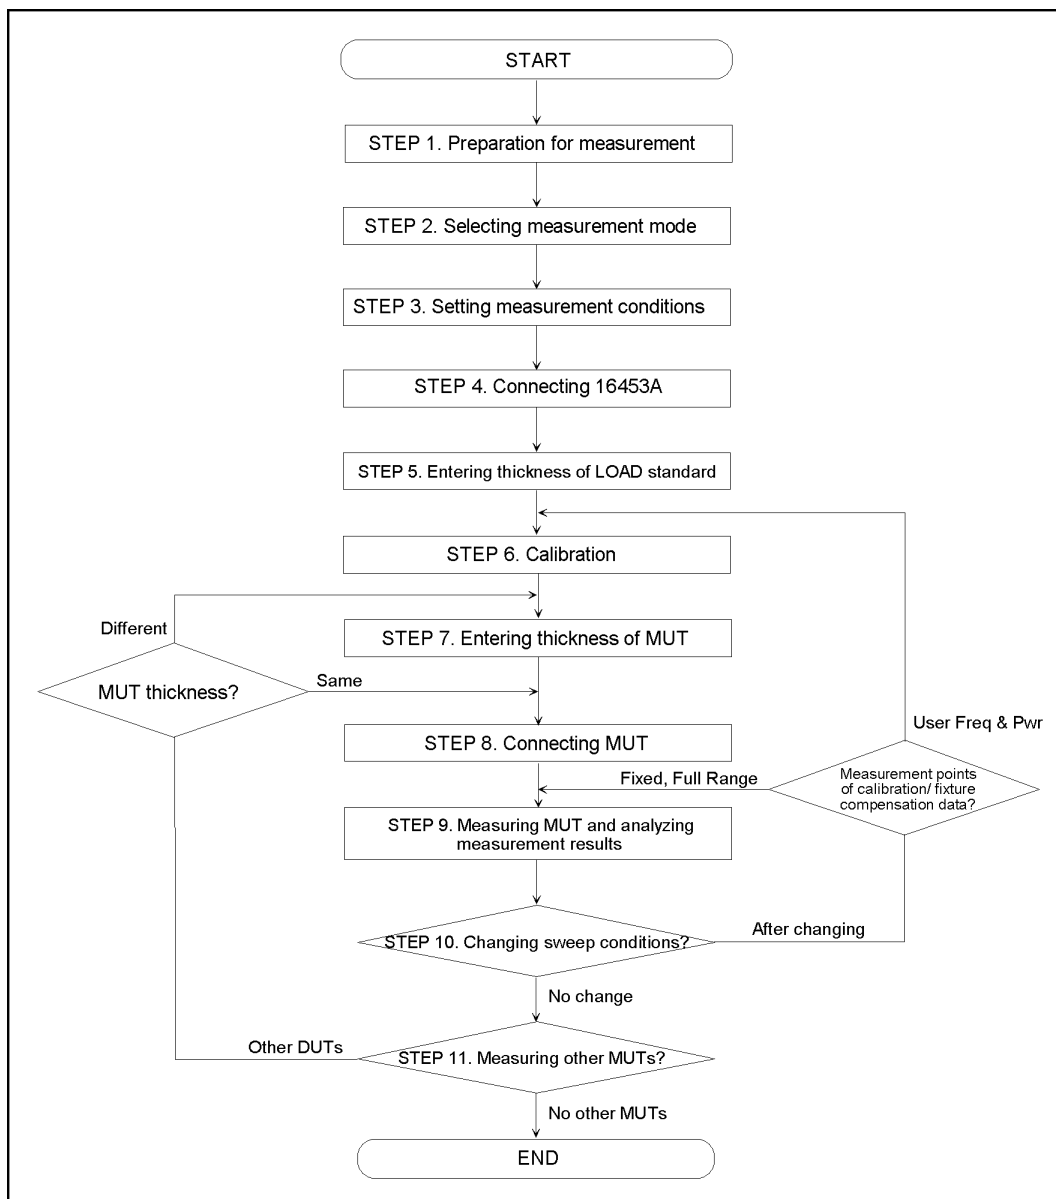 START
STEP 1. Preparation for measurement
STEP 2. Selecting measurement mode
STEP 3. Setting measurement conditions
STEP 4. Connecting 16453A
STEP 5. Entering thickness of LOAD standard
STEP 6. Calibration
Different
STEP 7. Entering thickness of MUT
MUT thickness?
Same
User Freq & Pwr
STEP 8. Connecting MUT
Fixed, Full Range
Measurement points
of calibration/ fixture
compensation data?
STEP 9. Measuring MUT and analyzing
measurement results
STEP 10. Changing sweep conditions?
After changing
No change
Other DUTs
STEP 11. Measuring other MUTs?
No other MUTs
END